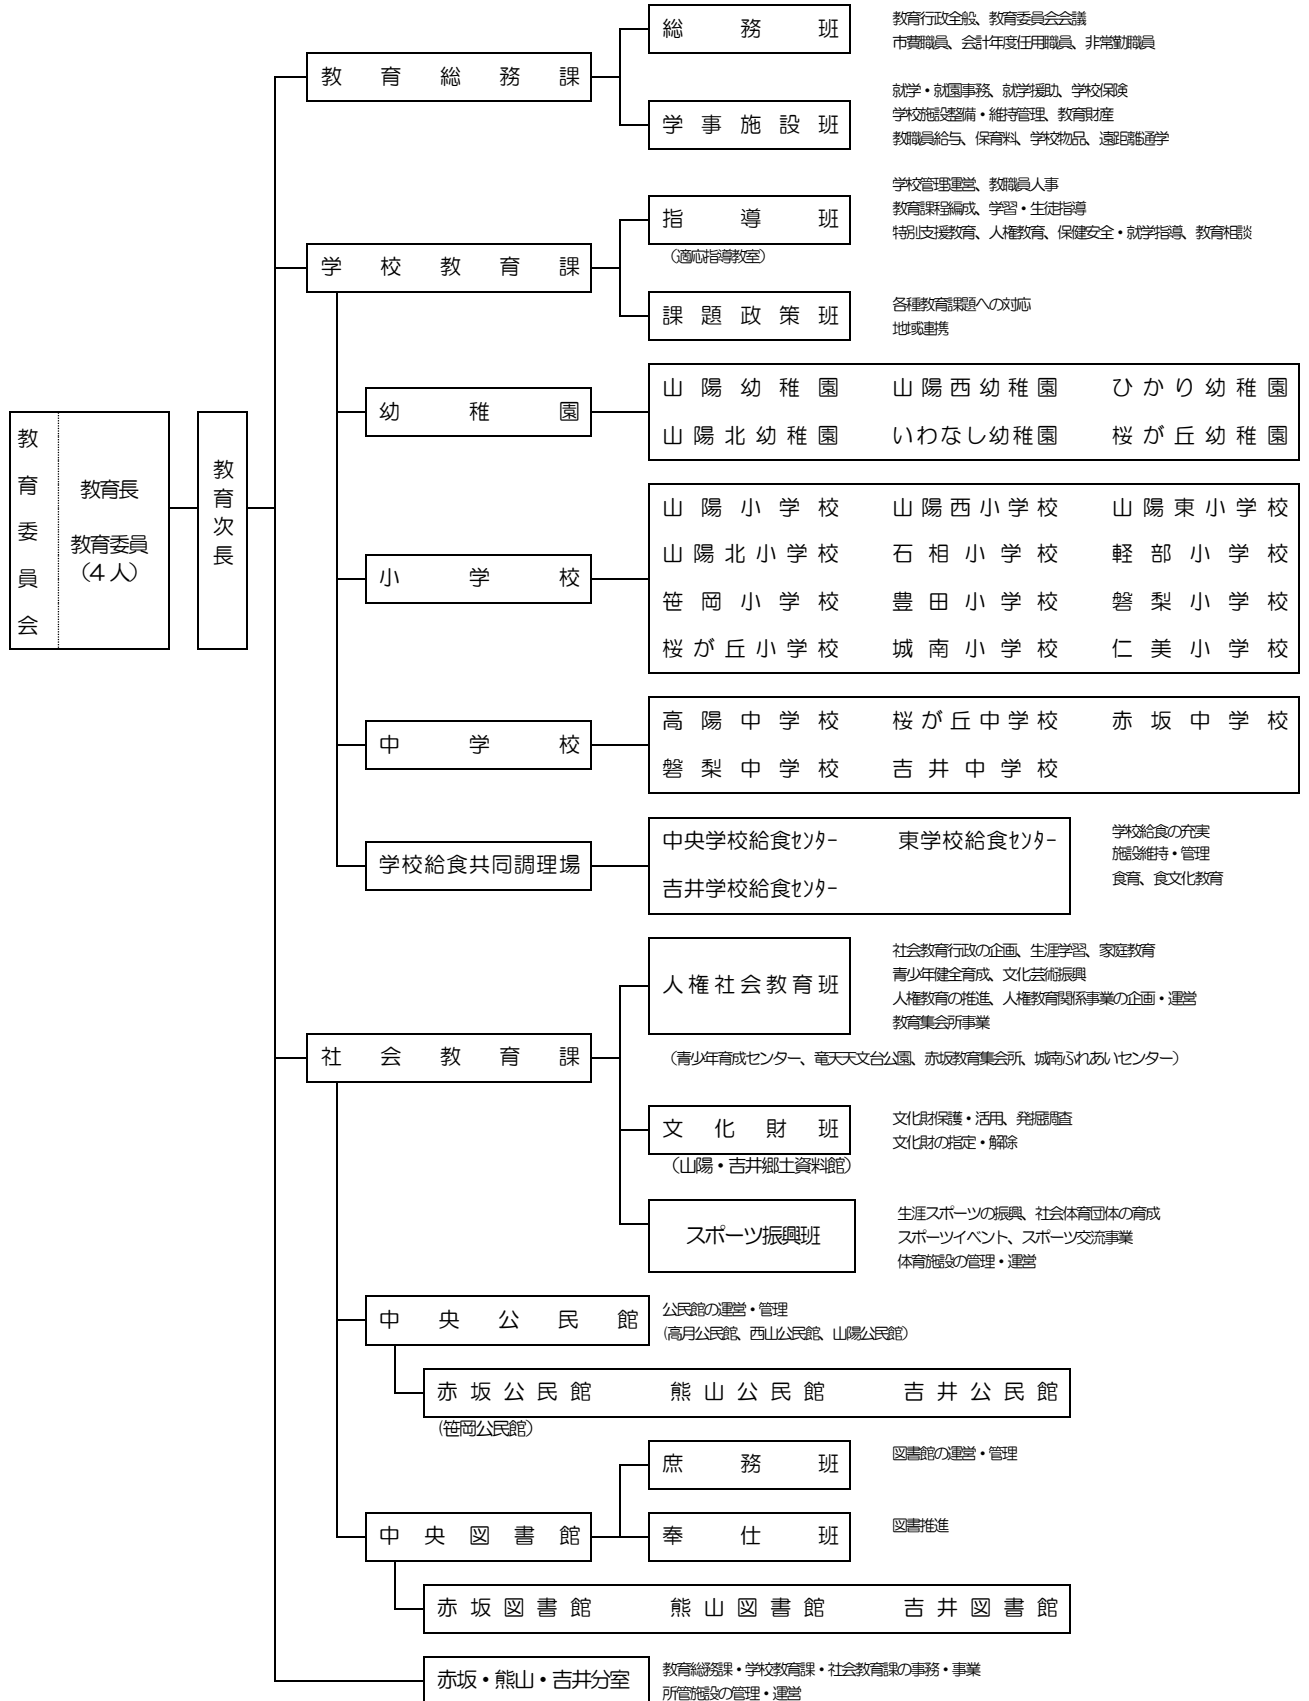 総務班
教育行政全般、教育委員会会議
市費職員、会計年度任用職員、非常勤職員
教育総務課
学事施設班
就学・就園事務、就学援助、学校保険
学校施設整備・維持管理、教育財産
教職員給与、保育料、学校物品、遠距離通学
学校管理運営、教職員人事
指導班
教育課程編成、学習・生徒指導
特別支援教育、人権教育、保健安全・就学指導、教育相談
（適応指導教室）
学校教育課
課題政策班
各種教育課題への対応
地域連携
幼稚園
山陽幼稚園 山陽西幼稚園 ひかり幼稚園
山陽北幼稚園 いわなし幼稚園 桜が丘幼稚園
教育委員会
教育長
教育委員
（４人）
教育次長
小学校
山陽小学校 山陽西小学校 山陽東小学校
山陽北小学校 石相小学校 軽部小学校
笹岡小学校 豊田小学校 磐梨小学校
桜が丘小学校 城南小学校 仁美小学校
中学校
高陽中学校 桜が丘中学校 赤坂中学校
磐梨中学校 吉井中学校
学校給食共同調理場
中央学校給食ｾﾝﾀｰ 東学校給食ｾﾝﾀｰ
吉井学校給食ｾﾝﾀｰ
学校給食の充実
施設維持・管理
食育、食文化教育
人権社会教育班
社会教育行政の企画、生涯学習、家庭教育
青少年健全育成、文化芸術振興
人権教育の推進、人権教育関係事業の企画・運営
教育集会所事業
社会教育課
（青少年育成センター、竜天天文台公園、赤坂教育集会所、城南ふれあいセンター）
文化財班
文化財保護・活用、発掘調査
文化財の指定・解除
（山陽・吉井郷土資料館）
スポーツ振興班
生涯スポーツの振興、社会体育団体の育成
スポーツイベント、スポーツ交流事業
体育施設の管理・運営
中央公民館
公民館の運営・管理
（高月公民館、西山公民館、山陽公民館）
赤坂公民館 熊山公民館 吉井公民館
（笹岡公民館）
庶務班
図書館の運営・管理
中央図書館
奉仕班
図書推進
赤坂図書館 熊山図書館 吉井図書館
赤坂・熊山・吉井分室
教育総務課・学校教育課・社会教育課の事務・事業
所管施設の管理・運営